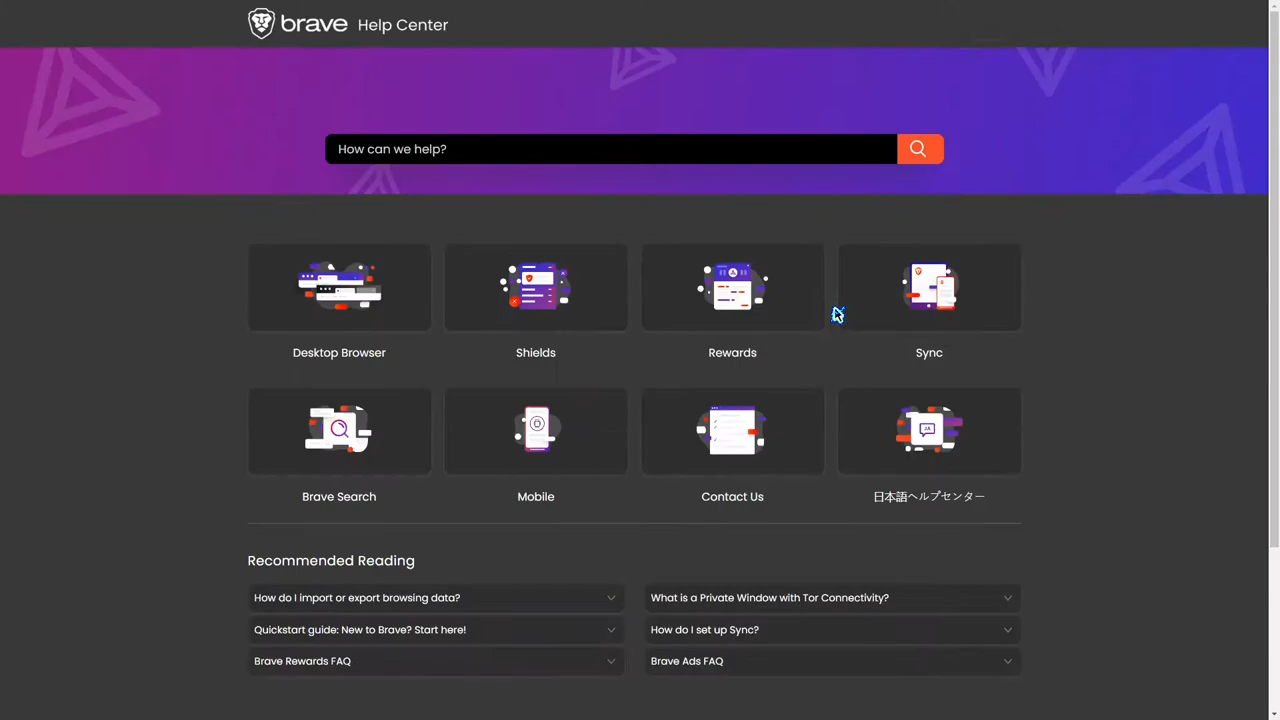 brave Help Center
How can we help?
Desktop Browser
Shields
Rewards
Sync
Brave Search
Mobile
Contact Us
日本語ヘルプセンター
Recommended Reading
How do I import or export browsing data?
What is a Private Window with Tor Connectivity?
Quickstart guide: New to Brave? Start here!
How do I set up Sync?
Brave Rewards FAQ
Brave Ads FAQ